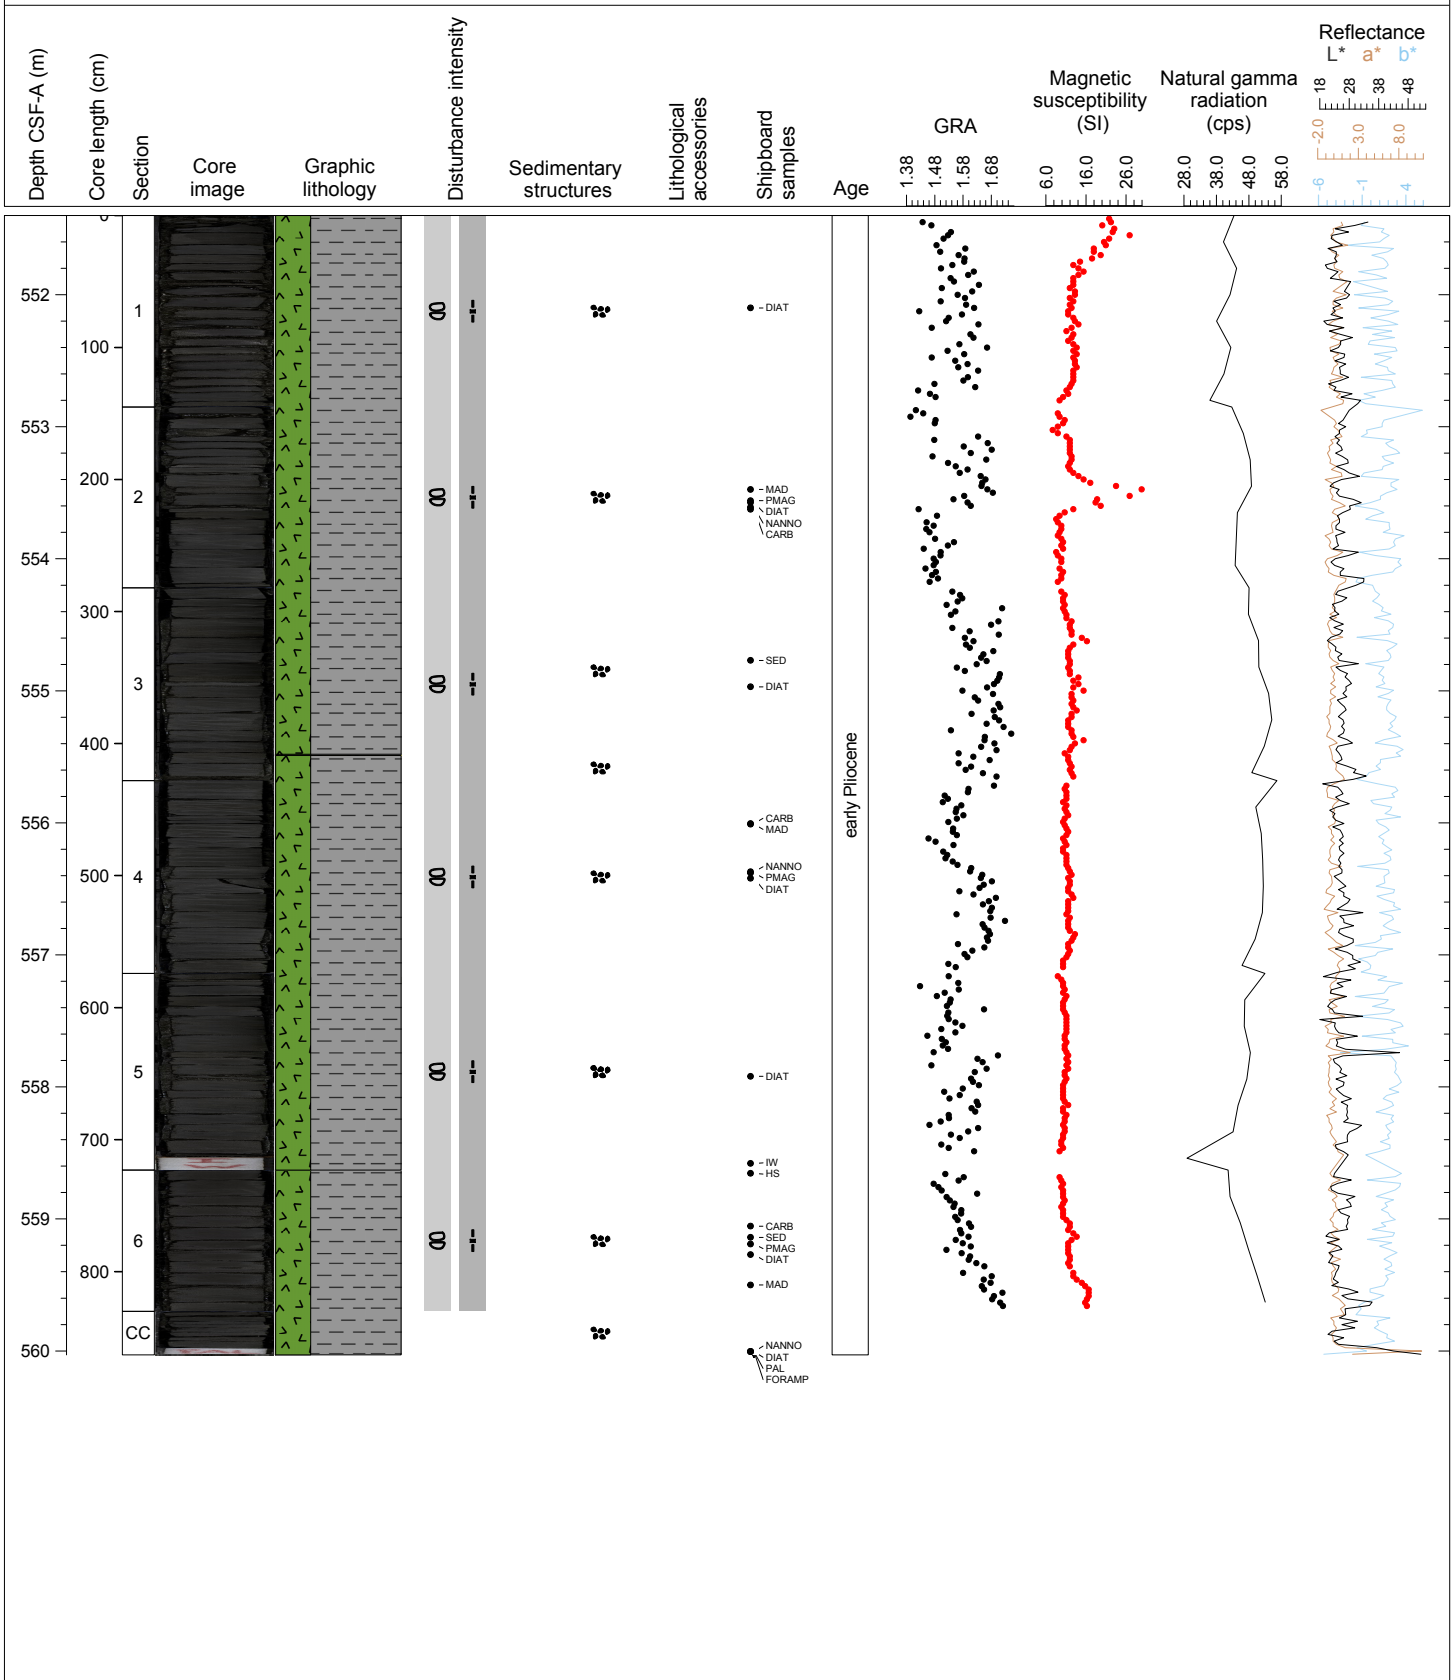 Depth CSF-A (m)
Core length (cm)
Section
Core
image
Graphic
lithology
Disturbance intensity
Sedimentary
structures
Lithological
accessories
Shipboard
samples
Age
GRA
1.38 1.48 1.58 1.68
Magnetic
susceptibility
(SI)
6.0 16.0 26.0
Natural gamma
radiation
(cps)
28.0 38.0 48.0 58.0
Reflectance
L* a* b*
18 28 38 48
-2.0 3.0 8.0
-6 -1 4
0
1
552
DIAT
100
553
2
200
MAD
PMAG
DIAT
NANNO
CARB
554
300
3
SED
555
DIAT
400
early Pliocene
556
CARB
MAD
4
500
NANNO
PMAG
DIAT
557
600
5
558
DIAT
700
IW
HS
559
6
CARB
SED
PMAG
DIAT
800
MAD
CC
560
NANNO
DIAT
PAL
FORAMP